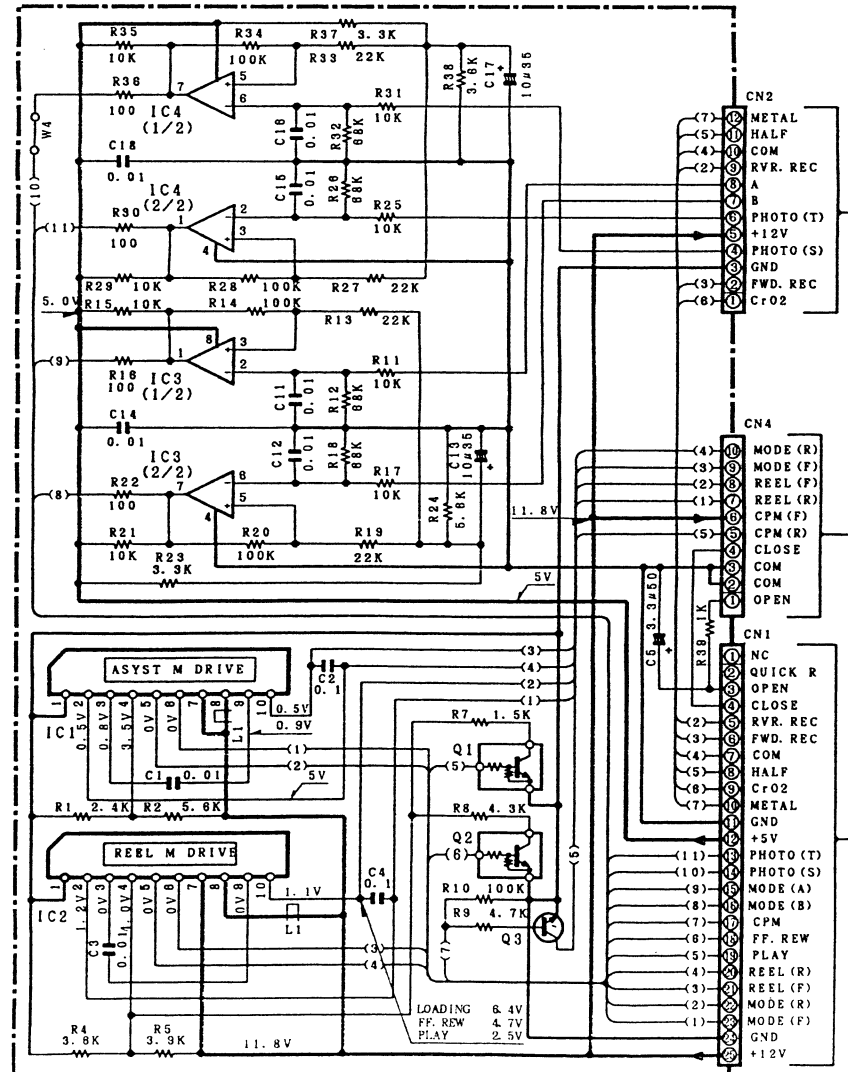 R35
10K
R34
100K
R37 3.3K
R33 22K
R38 3.6K
C17 10μ35
R36
100
7
5
6
IC4
(1/2)
R31
10K
C16 0.01
R32 68K
W4
C18
0.01
C15 0.01
R26 68K
(10)
IC4
(2/2)
R30
100
(11)
1
2
3
4
R25
10K
R29 10K
R28 100K
R27 22K
5.0V
R15 10K
R14 100K
R13 22K
8
3
2
1
(9)
R16
100
IC3
(1/2)
R11
10K
C11 0.01
R12 68K
C14
0.01
C12 0.01
R18 68K
C13 10μ35
IC3
(2/2)
R22
100
(8)
7
6
5
4
R17
10K
R24 5.6K
R21
10K
R20
100K
R19
22K
R23
3.3K
11.8V
5V
CN2
(7) 12 METAL
(5) 11 HALF
(4) 10 COM
(2) 9 RVR. REC
8 A
7 B
6 PHOTO(T)
5 +12V
4 PHOTO(S)
3 GND
(3) 2 FWD. REC
(6) 1 CrO2
CN4
(4) 10 MODE(R)
(3) 9 MODE(F)
(2) 8 REEL(F)
(1) 7 REEL(R)
6 CPM(F)
(5) 5 CPM(R)
4 CLOSE
3 COM
2 COM
1 OPEN
C5 3.3μ50
R39 1K
CN1
1 NC
2 QUICK R
3 OPEN
4 CLOSE
(2) 5 RVR. REC
(3) 6 FWD. REC
(4) 7 COM
(5) 8 HALF
(6) 9 CrO2
(7) 10 METAL
11 GND
12 +5V
(11) 13 PHOTO(T)
(10) 14 PHOTO(S)
(9) 15 MODE(A)
(8) 16 MODE(B)
(7) 17 CPM
(6) 18 FF. REW
(5) 19 PLAY
(4) 20 REEL(R)
(3) 21 REEL(F)
(2) 22 MODE(R)
(1) 23 MODE(F)
24 GND
25 +12V
ASYST M DRIVE
1 2 3 4 5 6 7 8 9 10
IC1
0.5V
0.8V
3.5V
0V
0V
L1
0.5V
0.9V
C2
0.1
(3)
(4)
(2)
(1)
(1)
(2)
C1 0.01
5V
R1 2.4K
R2 5.6K
REEL M DRIVE
1 2 3 4 5 6 7 8 9 10
IC2
1.2V
0V
0V
0V
0V
1.1V
L1
C4
0.1
C3 0.01
(3)
(4)
R7 1.5K
Q1
(5)
R8 4.3K
Q2
(6)
(5)
R10 100K
R9 4.7K
Q3
(7)
LOADING 6.4V
FF. REW 4.7V
PLAY 2.5V
R4
3.6K
R5
3.9K
11.8V